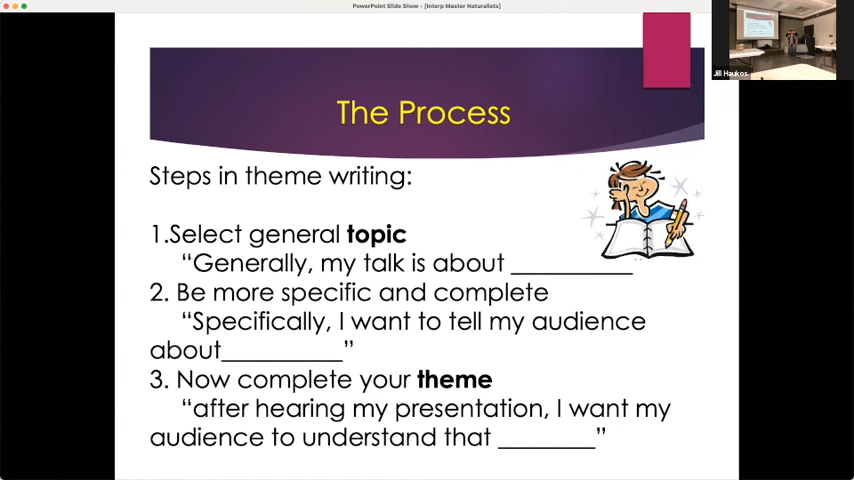 PowerPoint Slide Show - [Interp Master Naturalists]
Jill Haukos
The Process
Steps in theme writing:
1.Select general topic
“Generally, my talk is about __________
2. Be more specific and complete
“Specifically, I want to tell my audience
about__________”
3. Now complete your theme
“after hearing my presentation, I want my
audience to understand that ________”